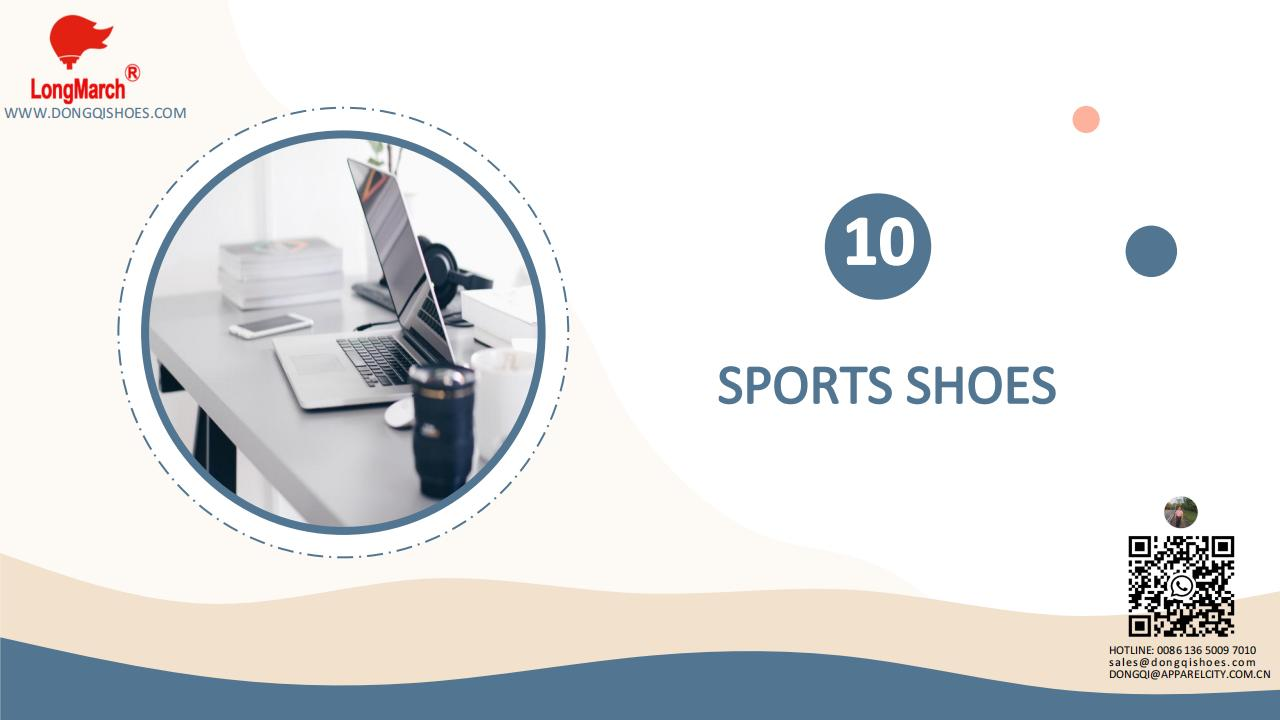 LongMarch®
WWW.DONGQISHOES.COM
10
SPORTS SHOES
HOTLINE: 0086 136 5009 7010
sales@dongqishoes.com
DONGQI@APPARELCITY.COM.CN